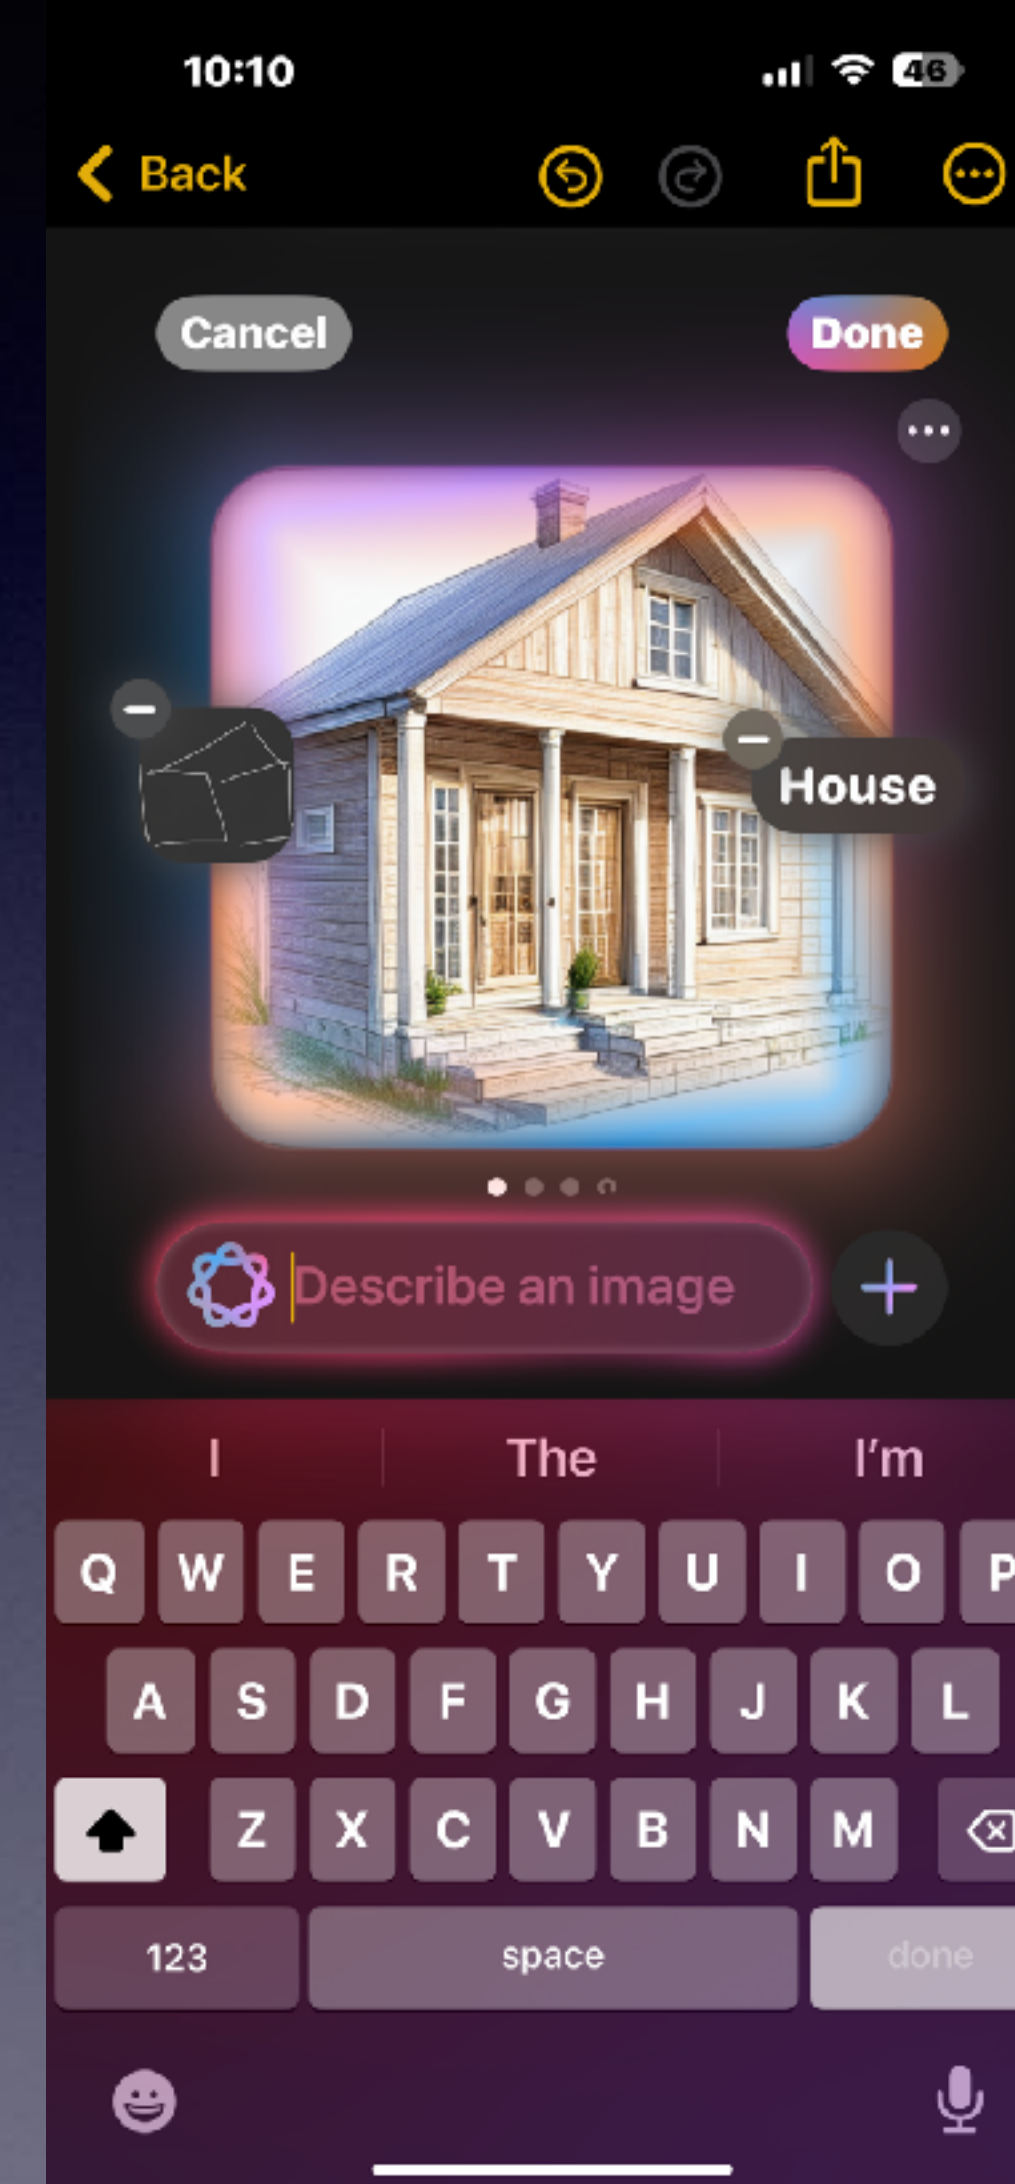 10:10
46
Back
Cancel
Done
House
Describe an image
I The I’m
Q W E R T Y U I O P
A S D F G H J K L
Z X C V B N M
123 space done